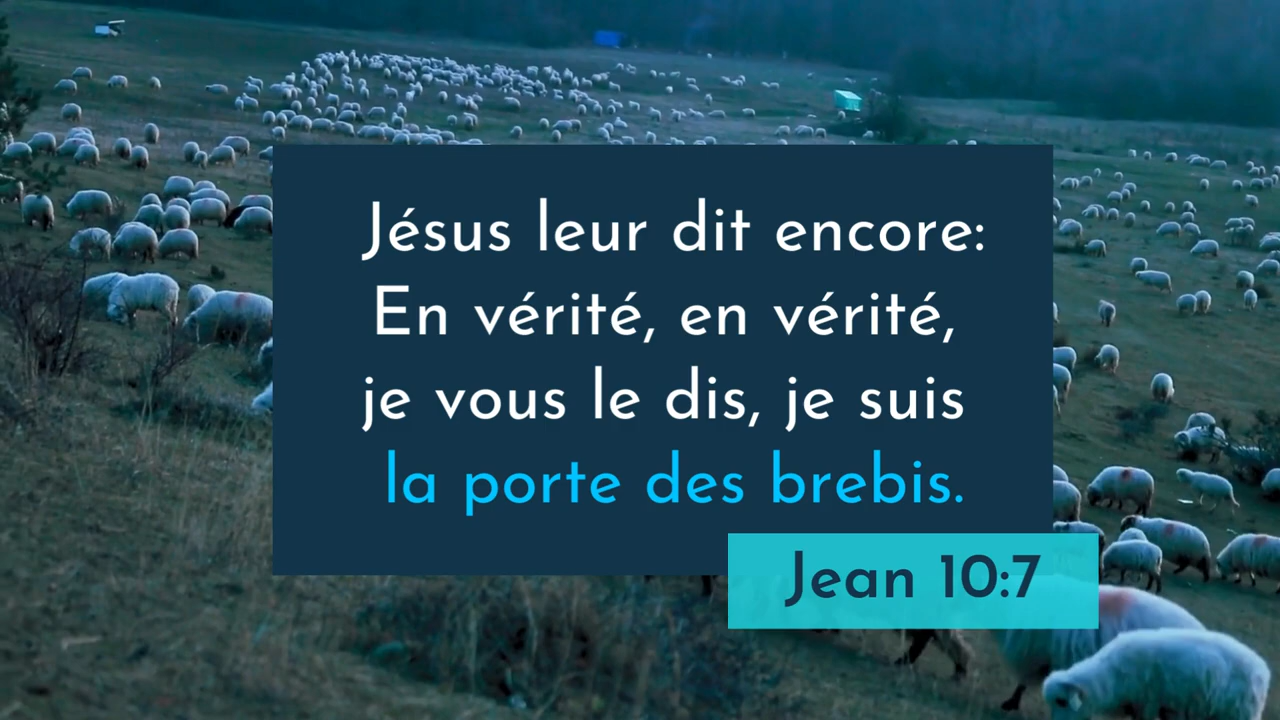 Jésus leur dit encore:
En vérité, en vérité,
je vous le dis, je suis
la porte des brebis.
Jean 10:7